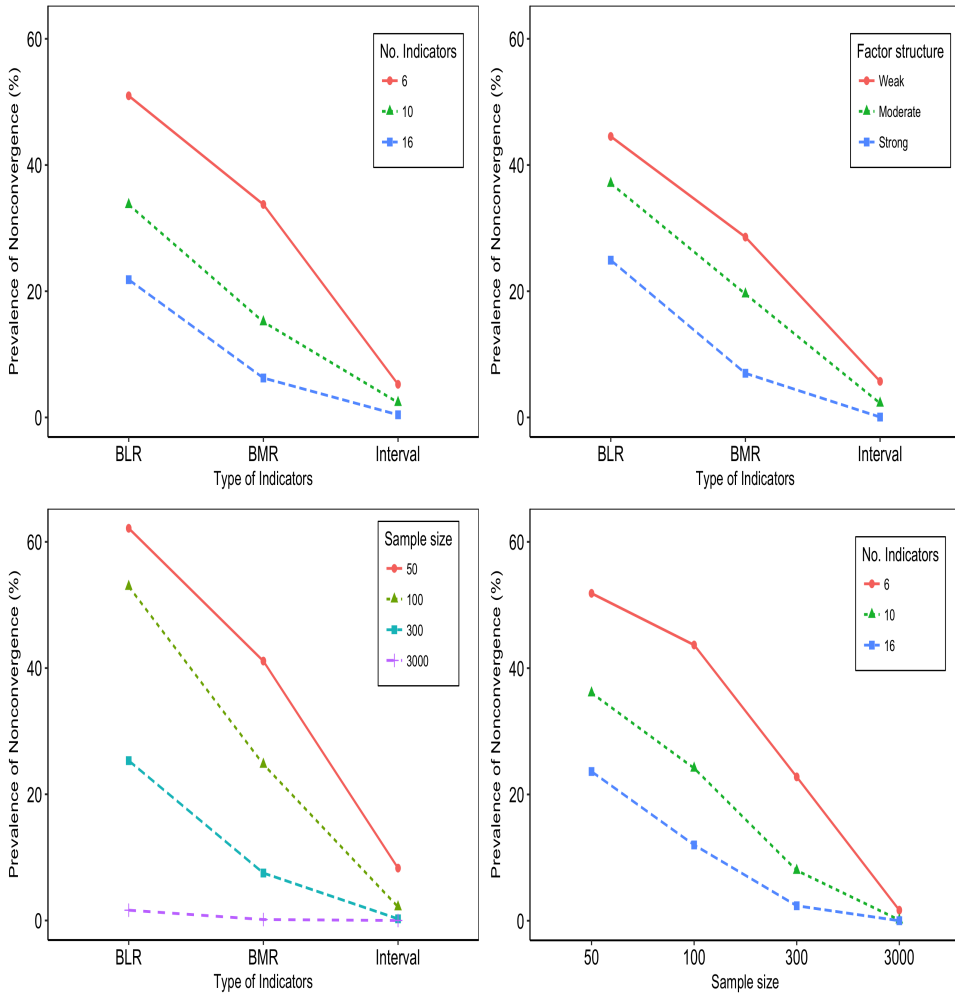 Prevalence of Nonconvergence (%)
60
40
20
0
No. Indicators
6
10
16
BLR
BMR
Interval
Type of Indicators
Prevalence of Nonconvergence (%)
60
40
20
0
Factor structure
Weak
Moderate
Strong
BLR
BMR
Interval
Type of Indicators
Prevalence of Nonconvergence (%)
60
40
20
0
Sample size
50
100
300
3000
BLR
BMR
Interval
Type of Indicators
Prevalence of Nonconvergence (%)
60
40
20
0
No. Indicators
6
10
16
50
100
300
3000
Sample size